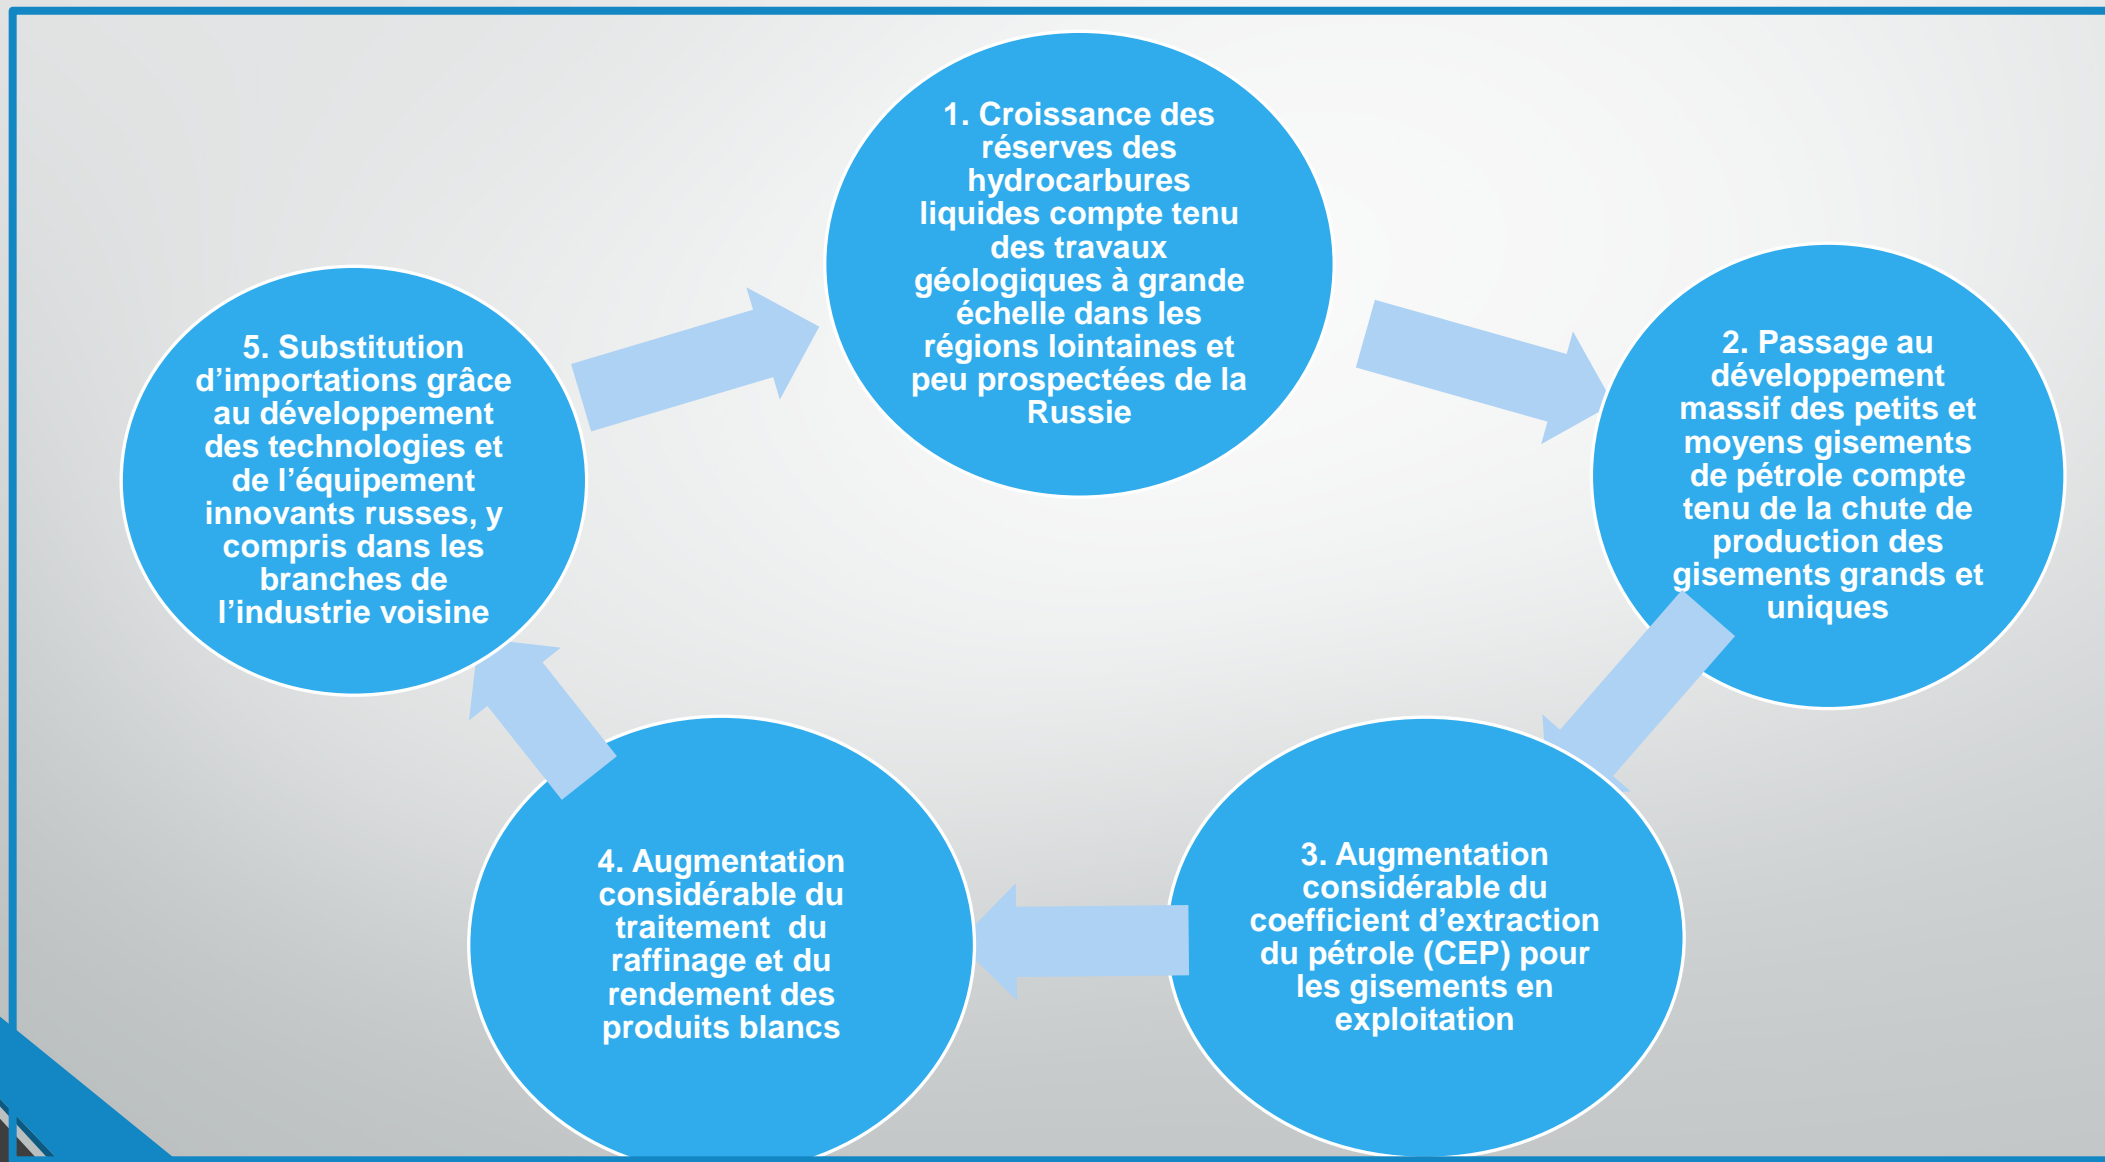 1. Croissance des
réserves des
hydrocarbures
liquides compte tenu
des travaux
géologiques à grande
échelle dans les
régions lointaines et
peu prospectées de la
Russie
2. Passage au
développement
massif des petits et
moyens gisements
de pétrole compte
tenu de la chute de
production des
gisements grands et
uniques
3. Augmentation
considérable du
coefficient d’extraction
du pétrole (CEP) pour
les gisements en
exploitation
4. Augmentation
considérable du
traitement  du
raffinage et du
rendement des
produits blancs
5. Substitution
d’importations grâce
au développement
des technologies et
de l’équipement
innovants russes, y
compris dans les
branches de
l’industrie voisine